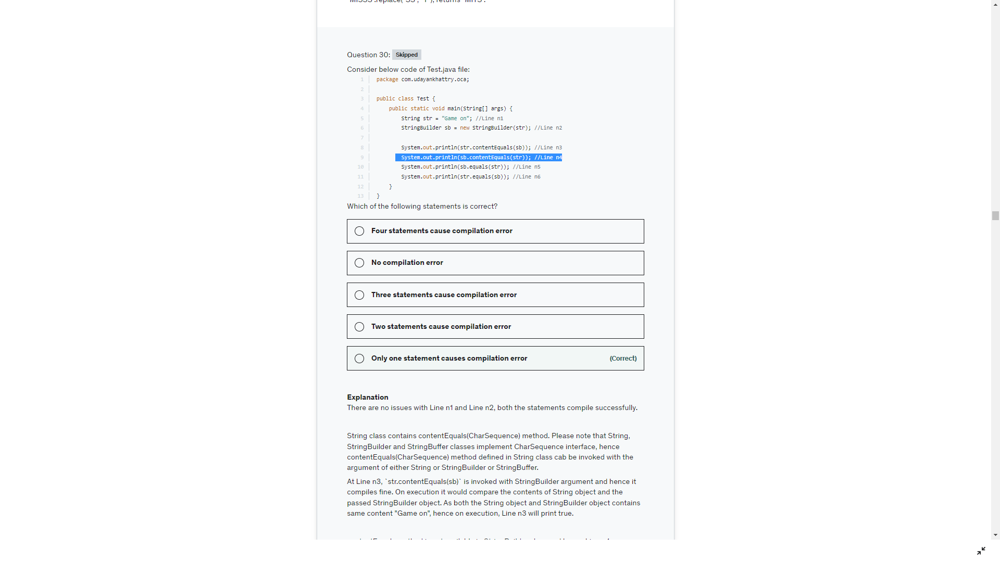 "MISSS".replace("SS", "T"); returns "MITS".
Question 30: Skipped
Consider below code of Test.java file:
1 package com.udayankhattry.oca;
2
3 public class Test {
4 public static void main(String[] args) {
5 String str = "Game on"; //Line n1
6 StringBuilder sb = new StringBuilder(str); //Line n2
7
8 System.out.println(str.contentEquals(sb)); //Line n3
9 System.out.println(sb.contentEquals(str)); //Line n4
10 System.out.println(sb.equals(str)); //Line n5
11 System.out.println(str.equals(sb)); //Line n6
12 }
13 }
Which of the following statements is correct?
Four statements cause compilation error
No compilation error
Three statements cause compilation error
Two statements cause compilation error
Only one statement causes compilation error (Correct)
Explanation
There are no issues with Line n1 and Line n2, both the statements compile successfully.
String class contains contentEquals(CharSequence) method. Please note that String,
StringBuilder and StringBuffer classes implement CharSequence interface, hence
contentEquals(CharSequence) method defined in String class cab be invoked with the
argument of either String or StringBuilder or StringBuffer.
At Line n3, `str.contentEquals(sb)` is invoked with StringBuilder argument and hence it
compiles fine. On execution it would compare the contents of String object and the
passed StringBuilder object. As both the String object and StringBuilder object contains
same content "Game on", hence on execution, Line n3 will print true.